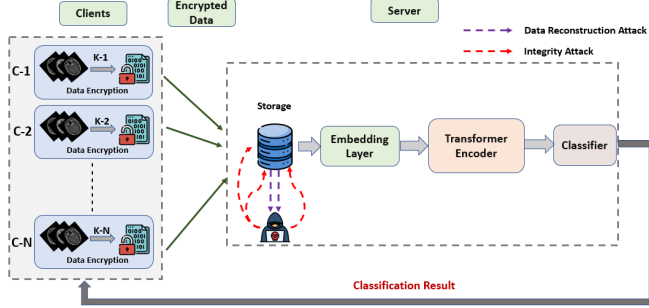 Clients
Encrypted
Data
Server
Data Reconstruction Attack
Integrity Attack
C-1
K-1
Data Encryption
C-2
K-2
Data Encryption
C-N
K-N
Data Encryption
Storage
Embedding
Layer
Transformer
Encoder
Classifier
Classification Result